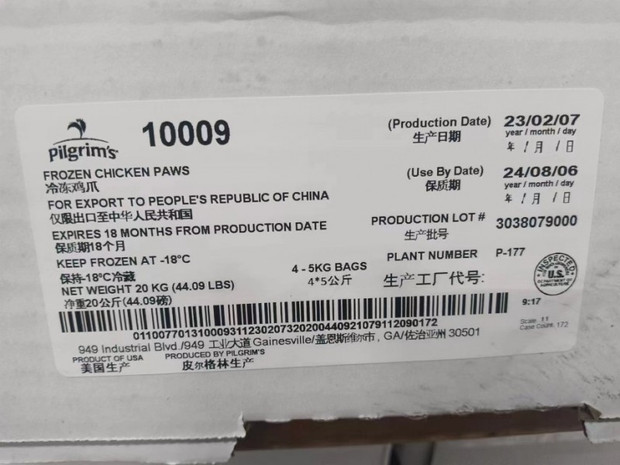 Pilgrim's
10009
FROZEN CHICKEN PAWS
冷冻鸡爪
FOR EXPORT TO PEOPLE'S REPUBLIC OF CHINA
仅限出口至中华人民共和国
EXPIRES 18 MONTHS FROM PRODUCTION DATE
保质期18个月
KEEP FROZEN AT -18°C
保持-18°C冷藏
NET WEIGHT 20 KG (44.09 LBS)
净重20公斤(44.09磅)
4 - 5KG BAGS
4*5公斤
(Production Date) 23/02/07
生产日期 year / month / day
年 / 月 / 日
(Use By Date) 24/08/06
保质期 year / month / day
年 / 月 / 日
PRODUCTION LOT # 3038079000
生产批号
PLANT NUMBER P-177
生产工厂代号:
INSPECTED
U.S.
9:17
Scale 11
Case Count 172
01100770131000931123020732020044092107911209017 2
949 Industrial Blvd./949 工业大道 Gainesville/盖恩斯维尔市, GA/佐治亚州 30501
PRODUCT OF USA
美国生产
PRODUCED BY PILGRIM'S
皮尔格林生产